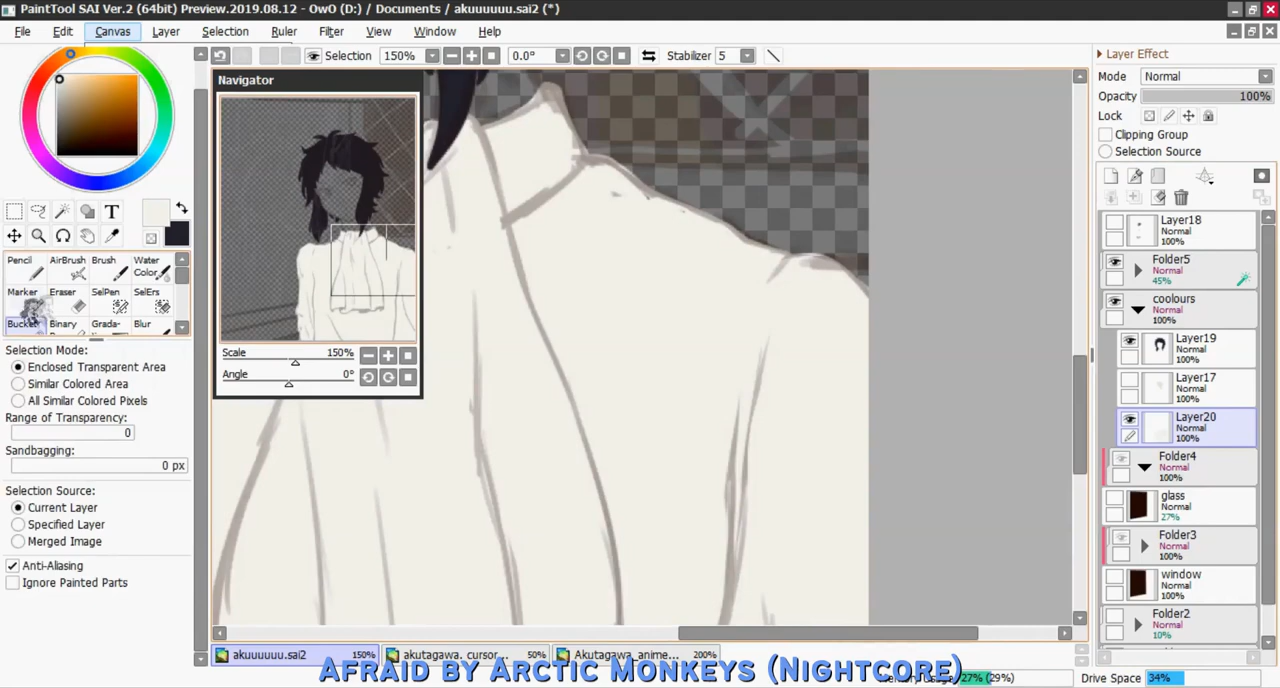 PaintTool SAI Ver.2 (64bit) Preview.2019.08.12 - OwO (D:) / Documents / akuuuuuu.sai2 (*)
File Edit Canvas Layer Selection Ruler Filter View Window Help
Selection 150% 0.0° Stabilizer 5
Navigator
Scale 150%
Angle 0°
T
Pencil AirBrush Brush Water Color
Marker Eraser SelPen SelErs
Bucket Binary Grada- Blur
Selection Mode:
Enclosed Transparent Area
Similar Colored Area
All Similar Colored Pixels
Range of Transparency:
0
Sandbagging:
0 px
Selection Source:
Current Layer
Specified Layer
Merged Image
Anti-Aliasing
Ignore Painted Parts
Layer Effect
Mode Normal
Opacity 100%
Lock
Clipping Group
Selection Source
Layer18
Normal
100%
Folder5
Normal
45%
coolours
Normal
100%
Layer19
Normal
100%
Layer17
Normal
100%
Layer20
Normal
100%
Folder4
Normal
100%
glass
Normal
27%
Folder3
Normal
100%
window
Normal
100%
Folder2
Normal
10%
akuuuuuu.sai2 150%
akutagawa. cursor... 50%
Akutagawa_anime... 200%
Afraid by Arctic Monkeys (Nightcore)
27% (29%)
Drive Space 34%